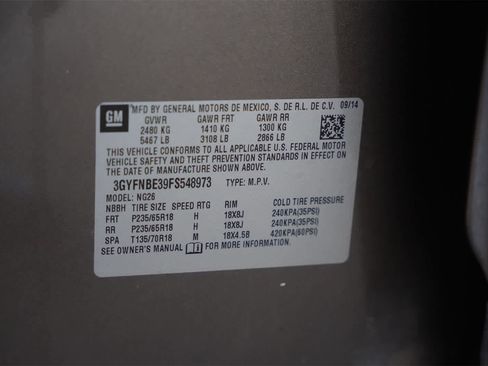 GM MFD BY GENERAL MOTORS DE MEXICO, S. DE R.L. DE C.V. 09/14
GVWR GAWR FRT GAWR RR
2480 KG 1410 KG 1300 KG
5467 LB 3108 LB 2866 LB
THIS VEHICLE CONFORMS TO ALL APPLICABLE U.S. FEDERAL MOTOR
VEHICLE SAFETY AND THEFT PREVENTION STANDARDS IN EFFECT ON
THE DATE OF MANUFACTURE SHOWN ABOVE.
3GYFNBE39FS548973 TYPE: M.P.V.
MODEL: NG26
NBBH TIRE SIZE SPEED RTG RIM COLD TIRE PRESSURE
FRT P235/65R18 H 18X8J 240KPA(35PSI)
RR P235/65R18 H 18X8J 240KPA(35PSI)
SPA T135/70R18 M 18X4.5B 420KPA(60PSI)
SEE OWNER'S MANUAL FOR MORE INFORMATION.